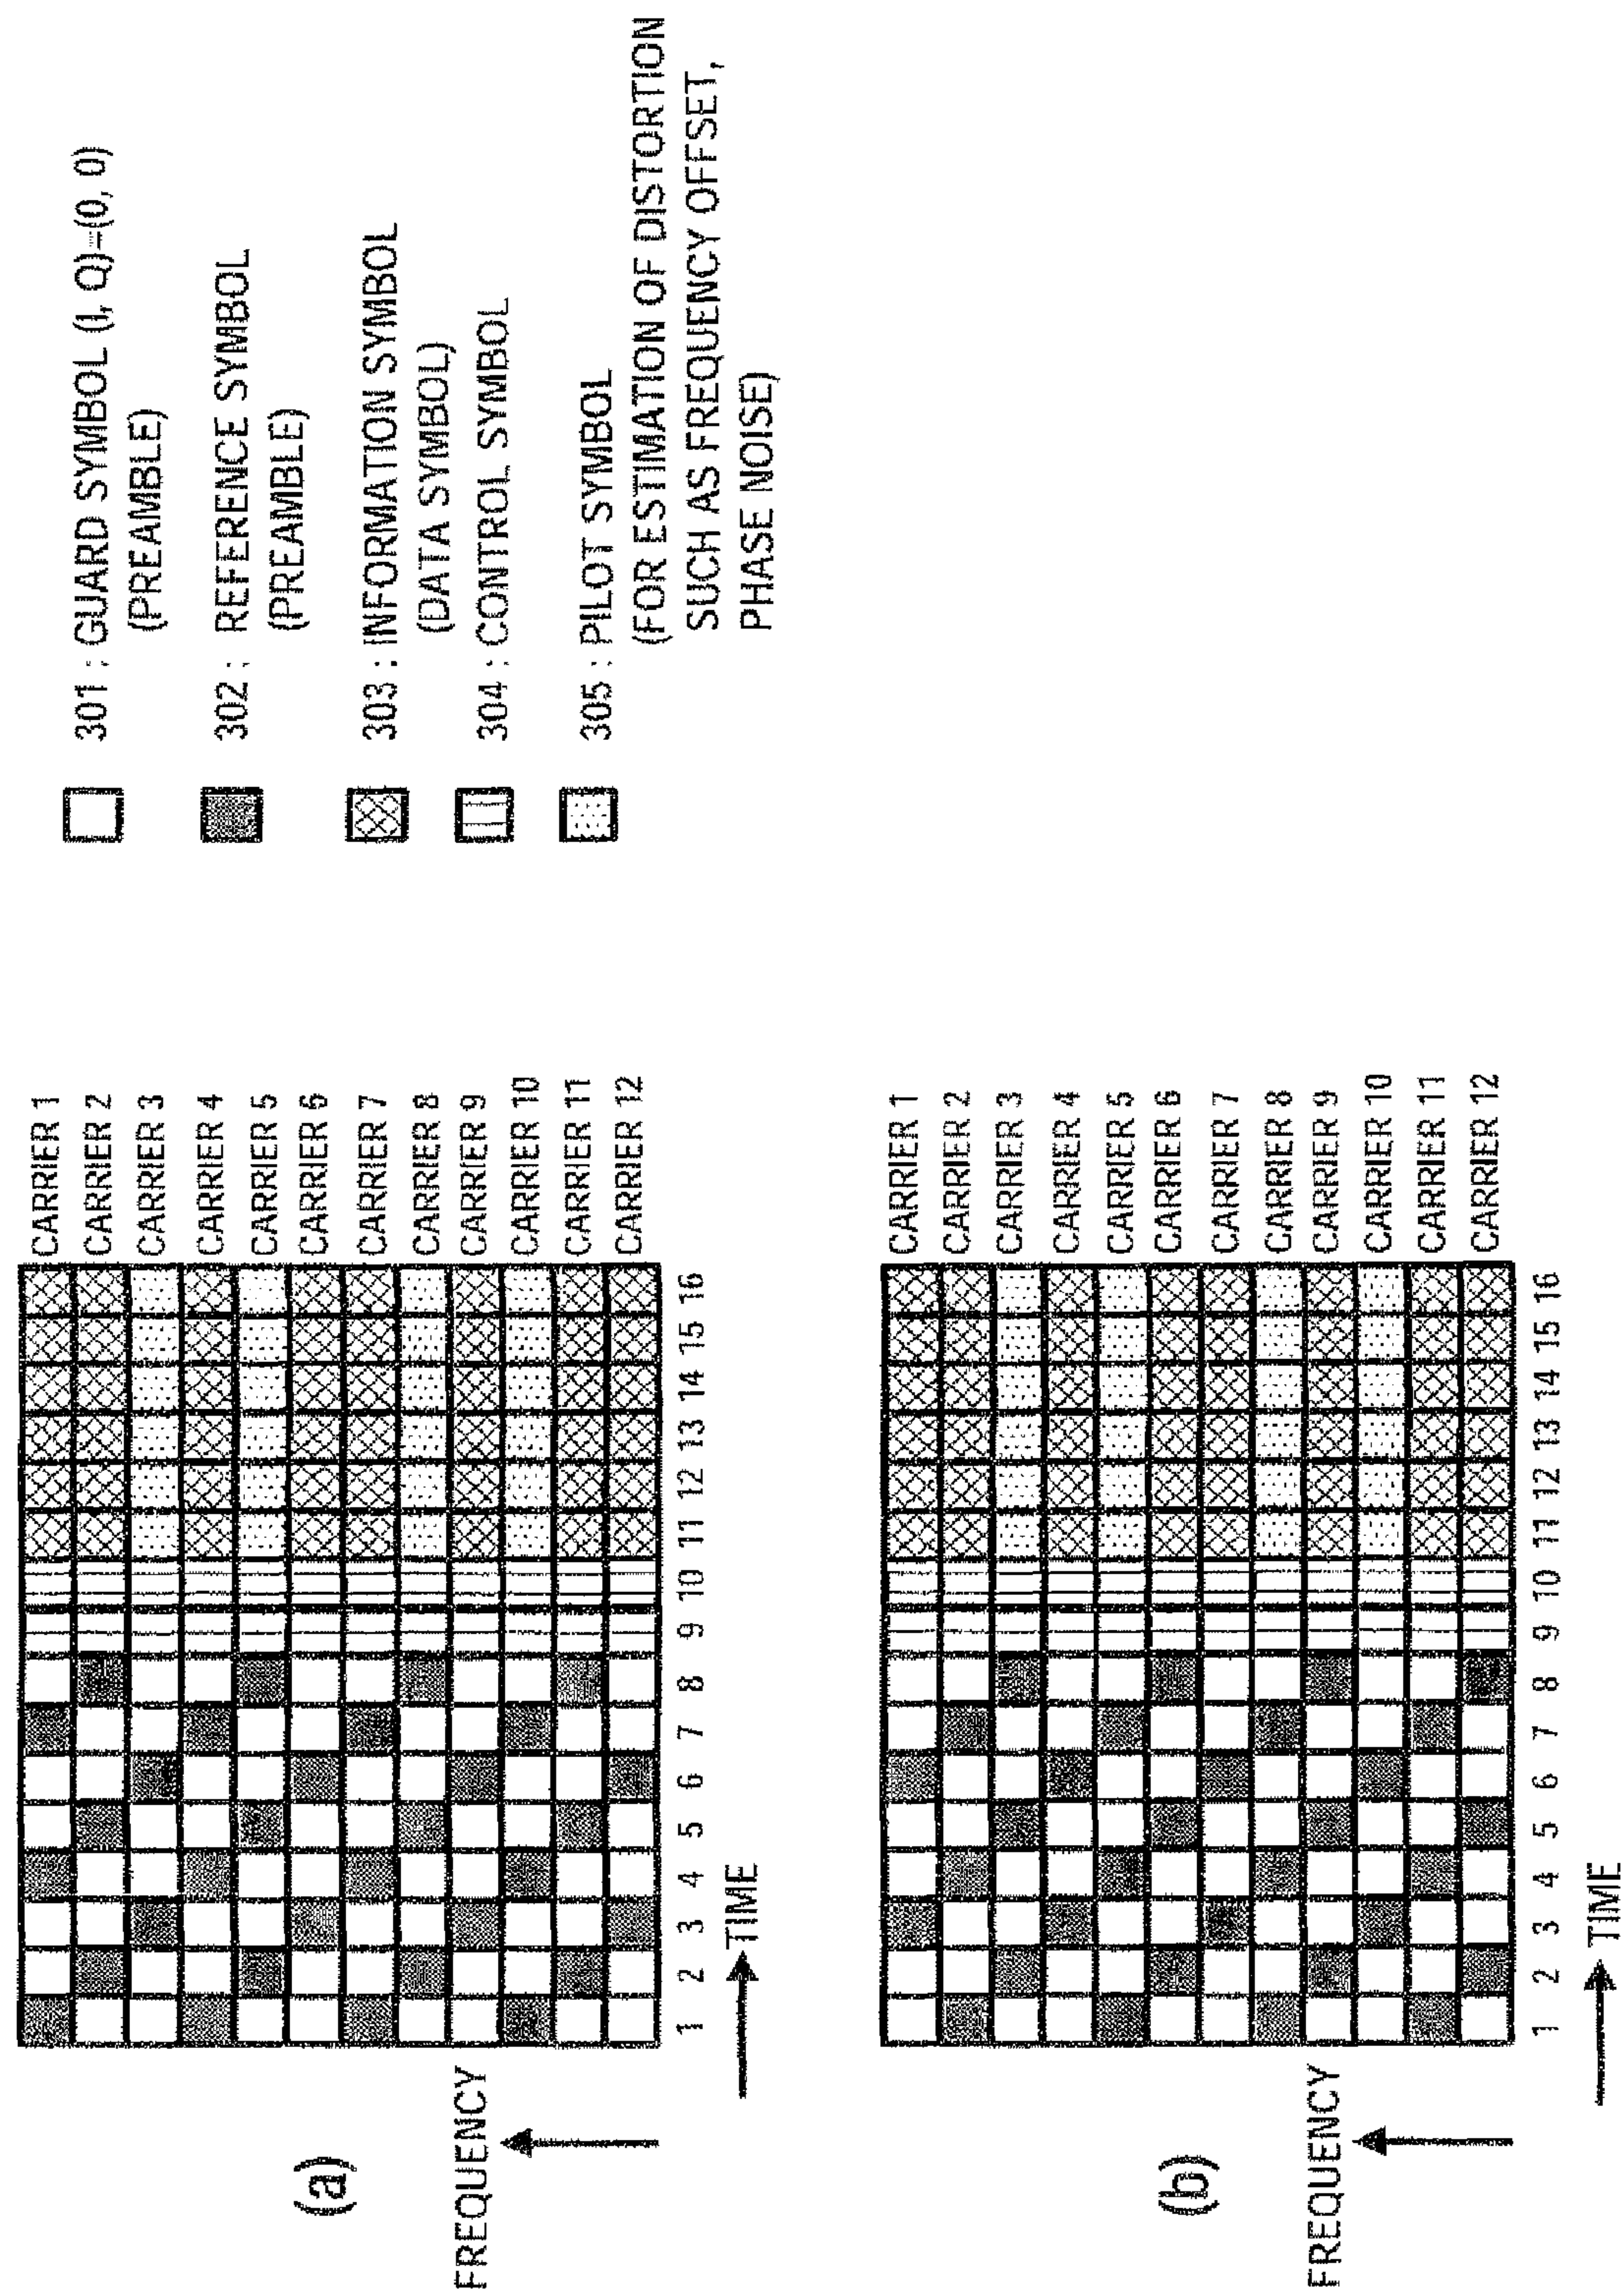 (a)
FREQUENCY
CARRIER 1
CARRIER 2
CARRIER 3
CARRIER 4
CARRIER 5
CARRIER 6
CARRIER 7
CARRIER 8
CARRIER 9
CARRIER 10
CARRIER 11
CARRIER 12
1 2 3 4 5 6 7 8 9 10 11 12 13 14 15 16
TIME
301 : GUARD SYMBOL (I, Q)=(0, 0)
(PREAMBLE)
302 : REFERENCE SYMBOL
(PREAMBLE)
303 : INFORMATION SYMBOL
(DATA SYMBOL)
304 : CONTROL SYMBOL
305 : PILOT SYMBOL
(FOR ESTIMATION OF DISTORTION
SUCH AS FREQUENCY OFFSET,
PHASE NOISE)
(b)
FREQUENCY
CARRIER 1
CARRIER 2
CARRIER 3
CARRIER 4
CARRIER 5
CARRIER 6
CARRIER 7
CARRIER 8
CARRIER 9
CARRIER 10
CARRIER 11
CARRIER 12
1 2 3 4 5 6 7 8 9 10 11 12 13 14 15 16
TIME